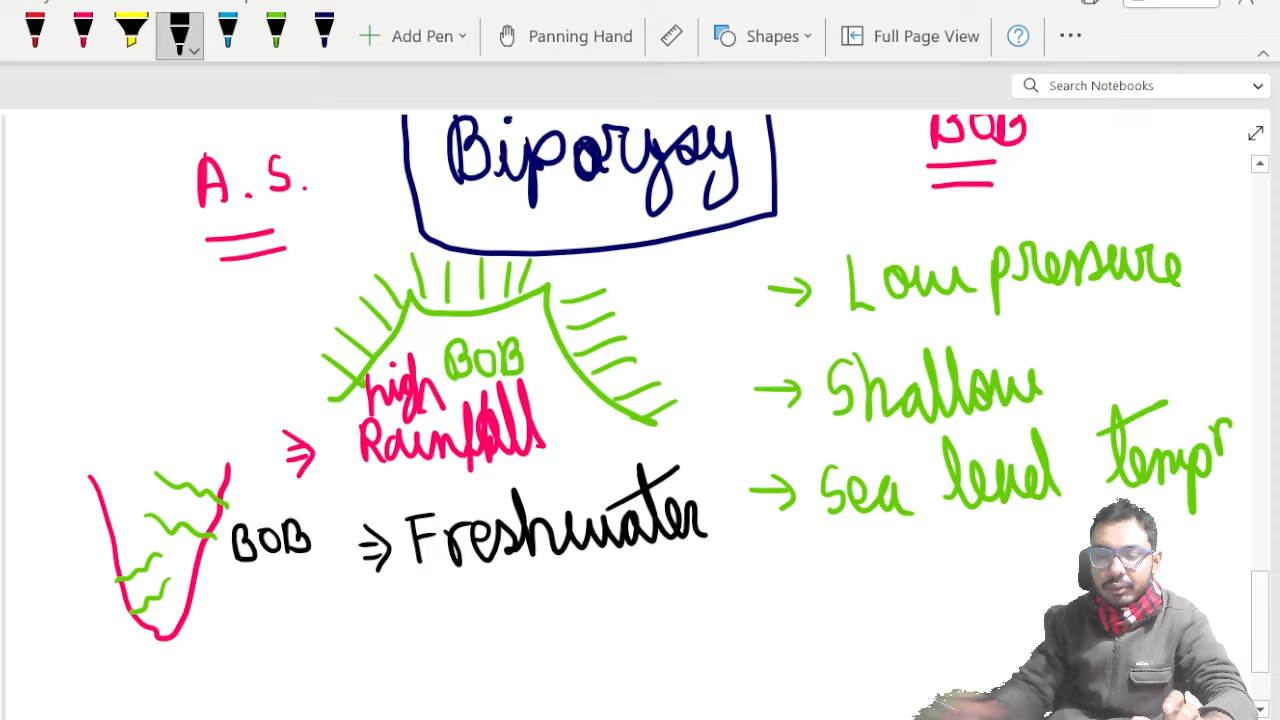 Add Pen
Panning Hand
Shapes
Full Page View
Search Notebooks
BOB
Biparysy
A.S.
→ Low pressure
BOB
high
Rainfall
→ Shallow
→ Sea level tempr
BOB ⇒ Freshwater